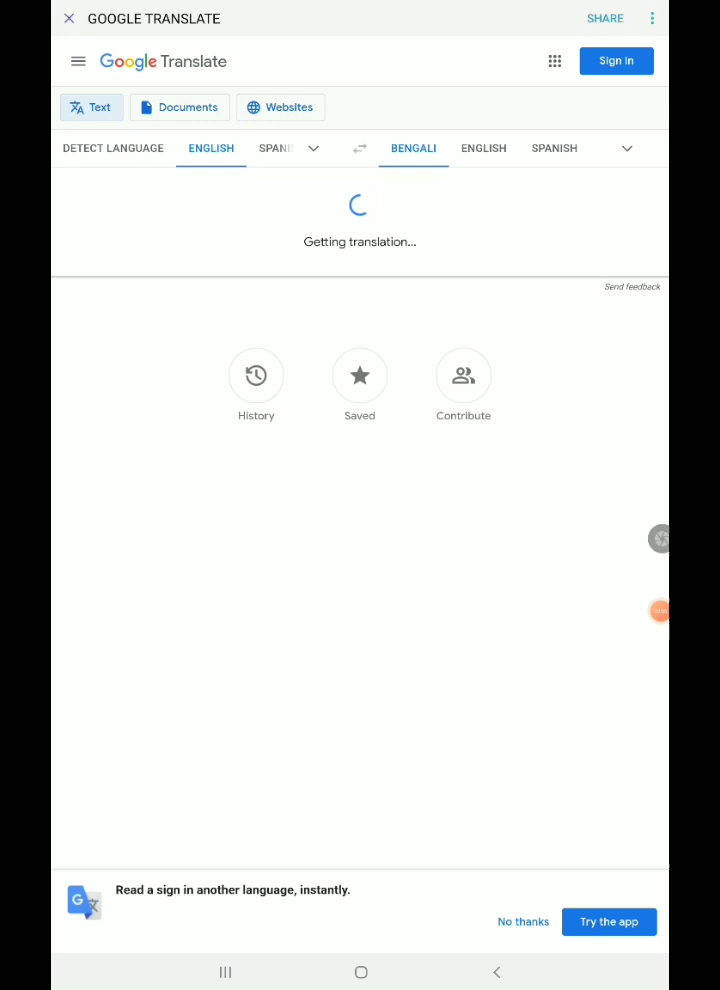 GOOGLE TRANSLATE SHARE
Google Translate Sign in
Text Documents Websites
DETECT LANGUAGE ENGLISH SPANI BENGALI ENGLISH SPANISH
Getting translation...
Send feedback
History Saved Contribute
Read a sign in another language, instantly.
No thanks Try the app